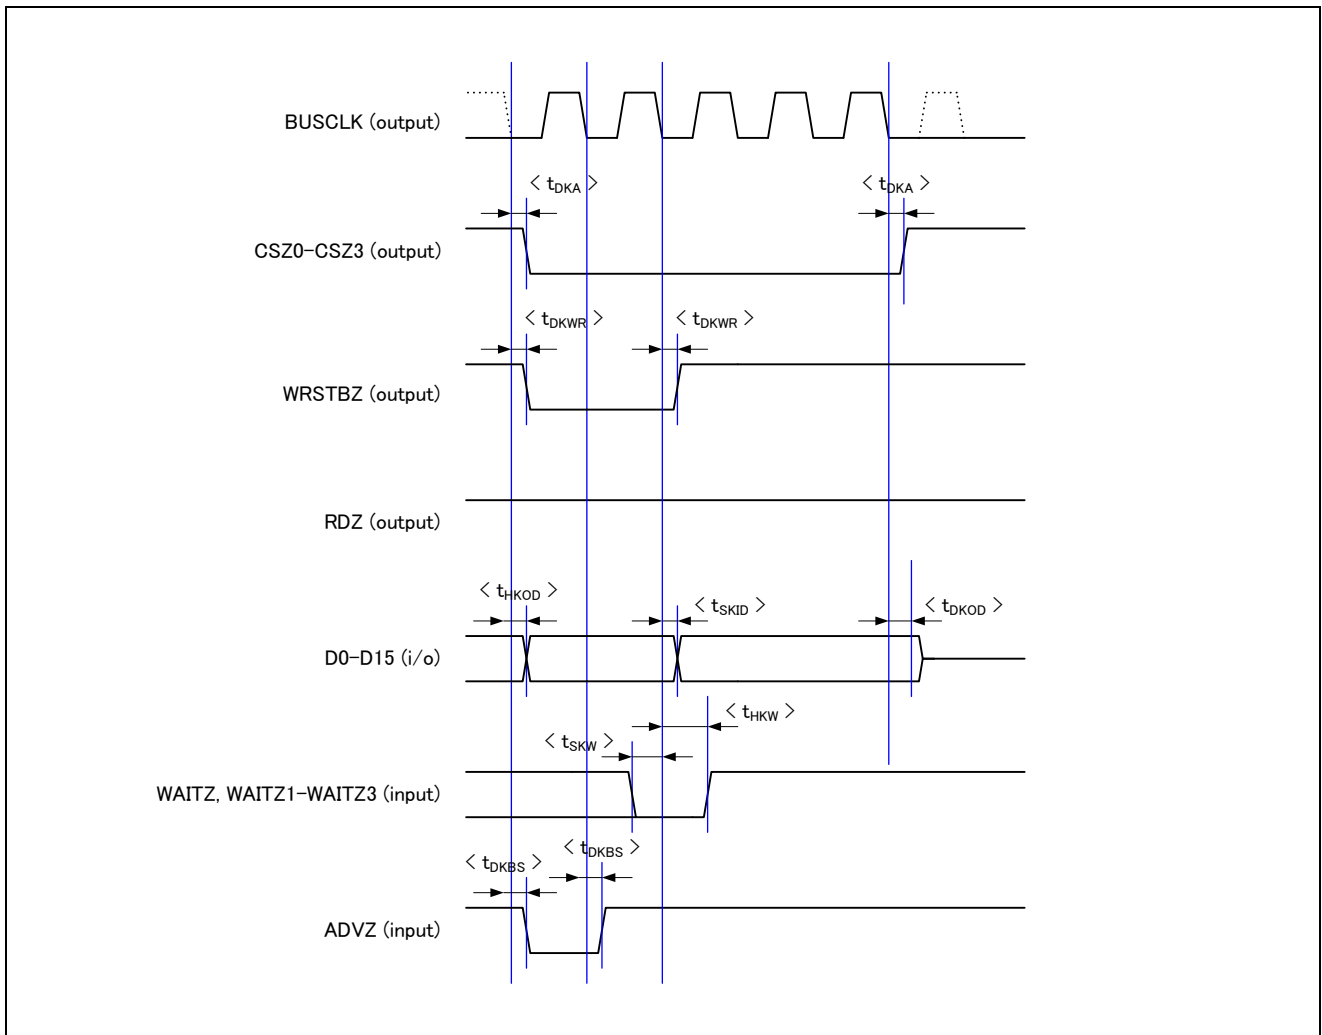 BUSCLK (output)
< tDKA > < tDKA >
CSZ0-CSZ3 (output)
< tDKWR > < tDKWR >
WRSTBZ (output)
RDZ (output)
< tHKOD > < tSKID > < tDKOD >
D0-D15 (i/o)
< tHKW >
< tSKW >
WAITZ, WAITZ1-WAITZ3 (input)
< tDKBS > < tDKBS >
ADVZ (input)